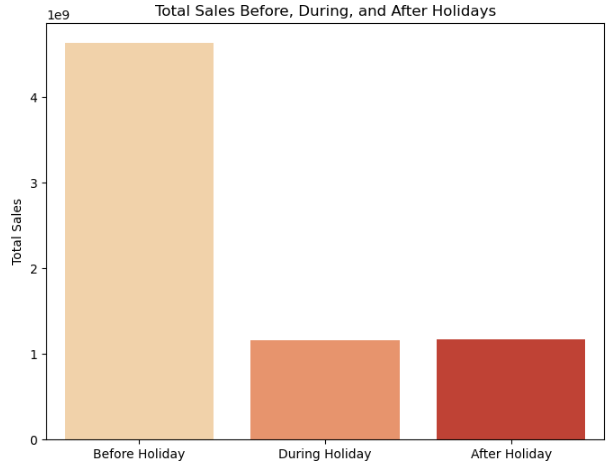 Total Sales Before, During, and After Holidays
1e9
4
3
2
1
0
Total Sales
Before Holiday
During Holiday
After Holiday